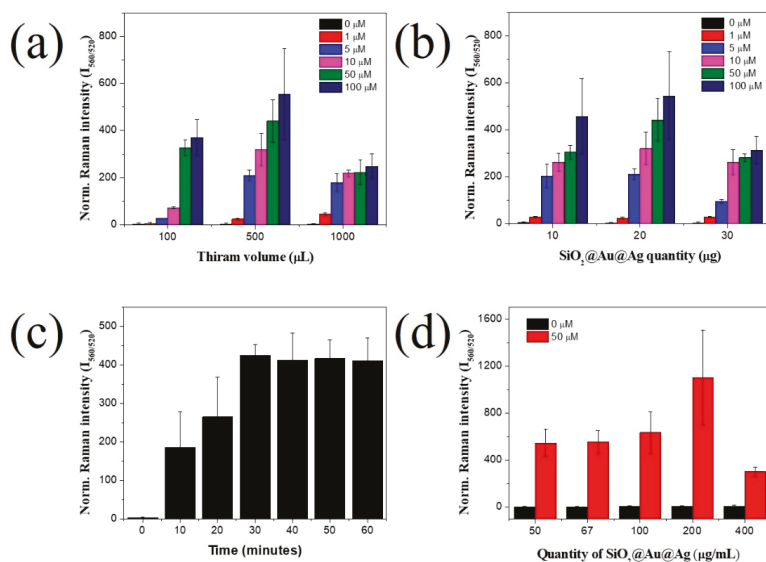 (a)
Norm. Raman intensity (I560/520)
800
600
400
200
0
0 μM
1 μM
5 μM
10 μM
50 μM
100 μM
100
500
1000
Thiram volume (μL)
(b)
Norm. Raman intensity (I560/520)
800
600
400
200
0
0 μM
1 μM
5 μM
10 μM
50 μM
100 μM
10
20
30
SiO2@Au@Ag quantity (μg)
(c)
Norm. Raman intensity (I560/520)
500
400
300
200
100
0
0
10
20
30
40
50
60
Time (minutes)
(d)
Norm. Raman intensity (I560/520)
1600
1200
800
400
0
0 μM
50 μM
50
67
100
200
400
Quantity of SiO2@Au@Ag (μg/mL)